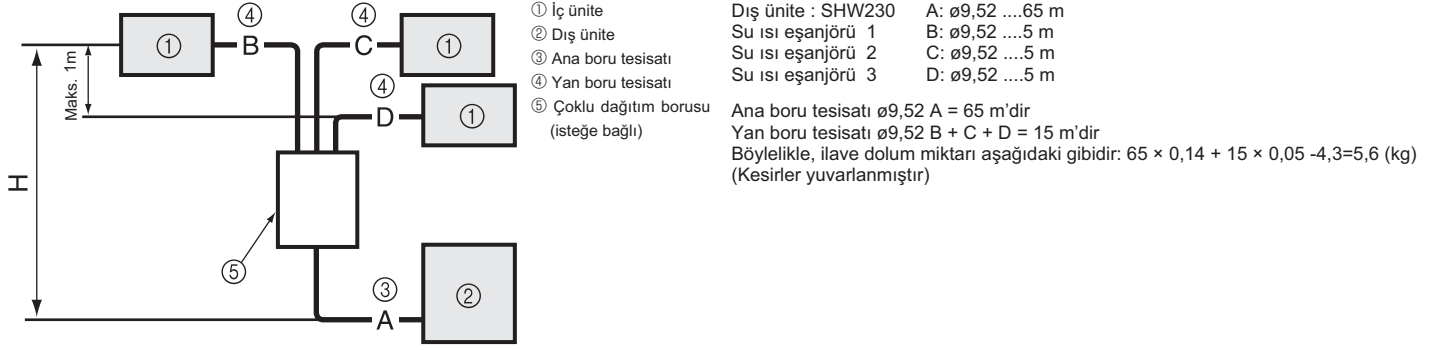 ④ ④
① B C ①
Maks. 1m
④
D ①
H
⑤
③
A ②
① İç ünite
② Dış ünite
③ Ana boru tesisatı
④ Yan boru tesisatı
⑤ Çoklu dağıtım borusu
(isteğe bağlı)
Dış ünite : SHW230 A: ø9,52 ....65 m
Su ısı eşanjörü 1 B: ø9,52 ....5 m
Su ısı eşanjörü 2 C: ø9,52 ....5 m
Su ısı eşanjörü 3 D: ø9,52 ....5 m
Ana boru tesisatı ø9,52 A = 65 m’dir
Yan boru tesisatı ø9,52 B + C + D = 15 m’dir
Böylelikle, ilave dolum miktarı aşağıdaki gibidir: 65 × 0,14 + 15 × 0,05 -4,3=5,6 (kg)
(Kesirler yuvarlanmıştır)